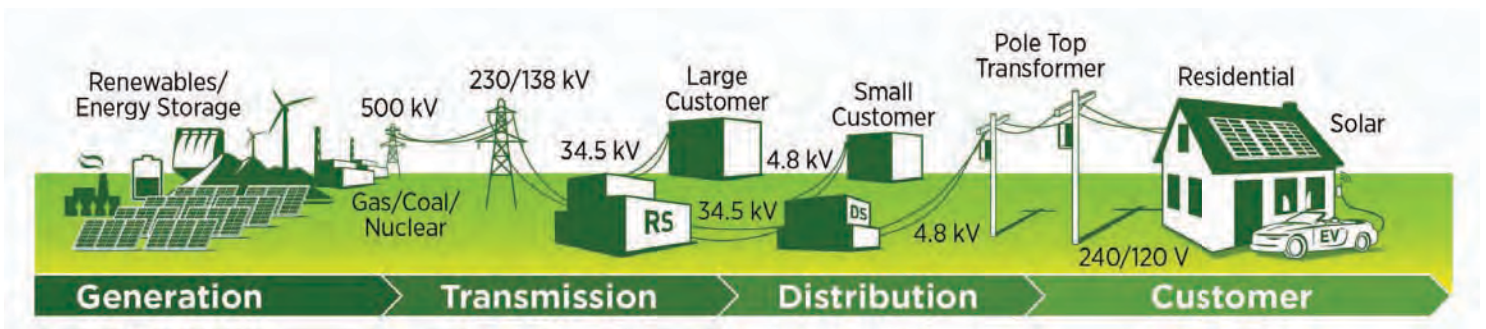 Renewables/
Energy Storage
500 kV
Gas/Coal/
Nuclear
230/138 kV
34.5 kV
Large
Customer
RS
34.5 kV
4.8 kV
Small
Customer
DS
4.8 kV
Pole Top
Transformer
240/120 V
Residential
Solar
EV
Generation
Transmission
Distribution
Customer